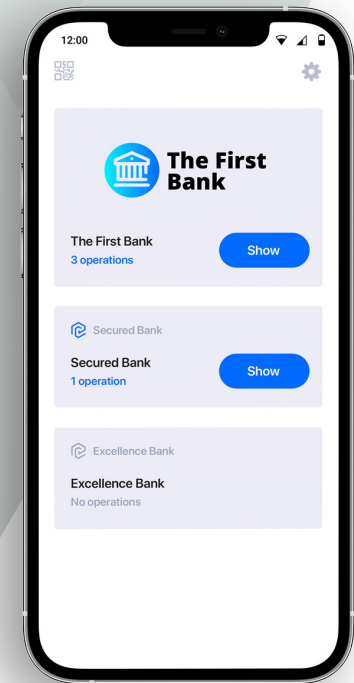 12:00
The First
Bank
The First Bank
3 operations
Show
Secured Bank
Secured Bank
1 operation
Show
Excellence Bank
Excellence Bank
No operations